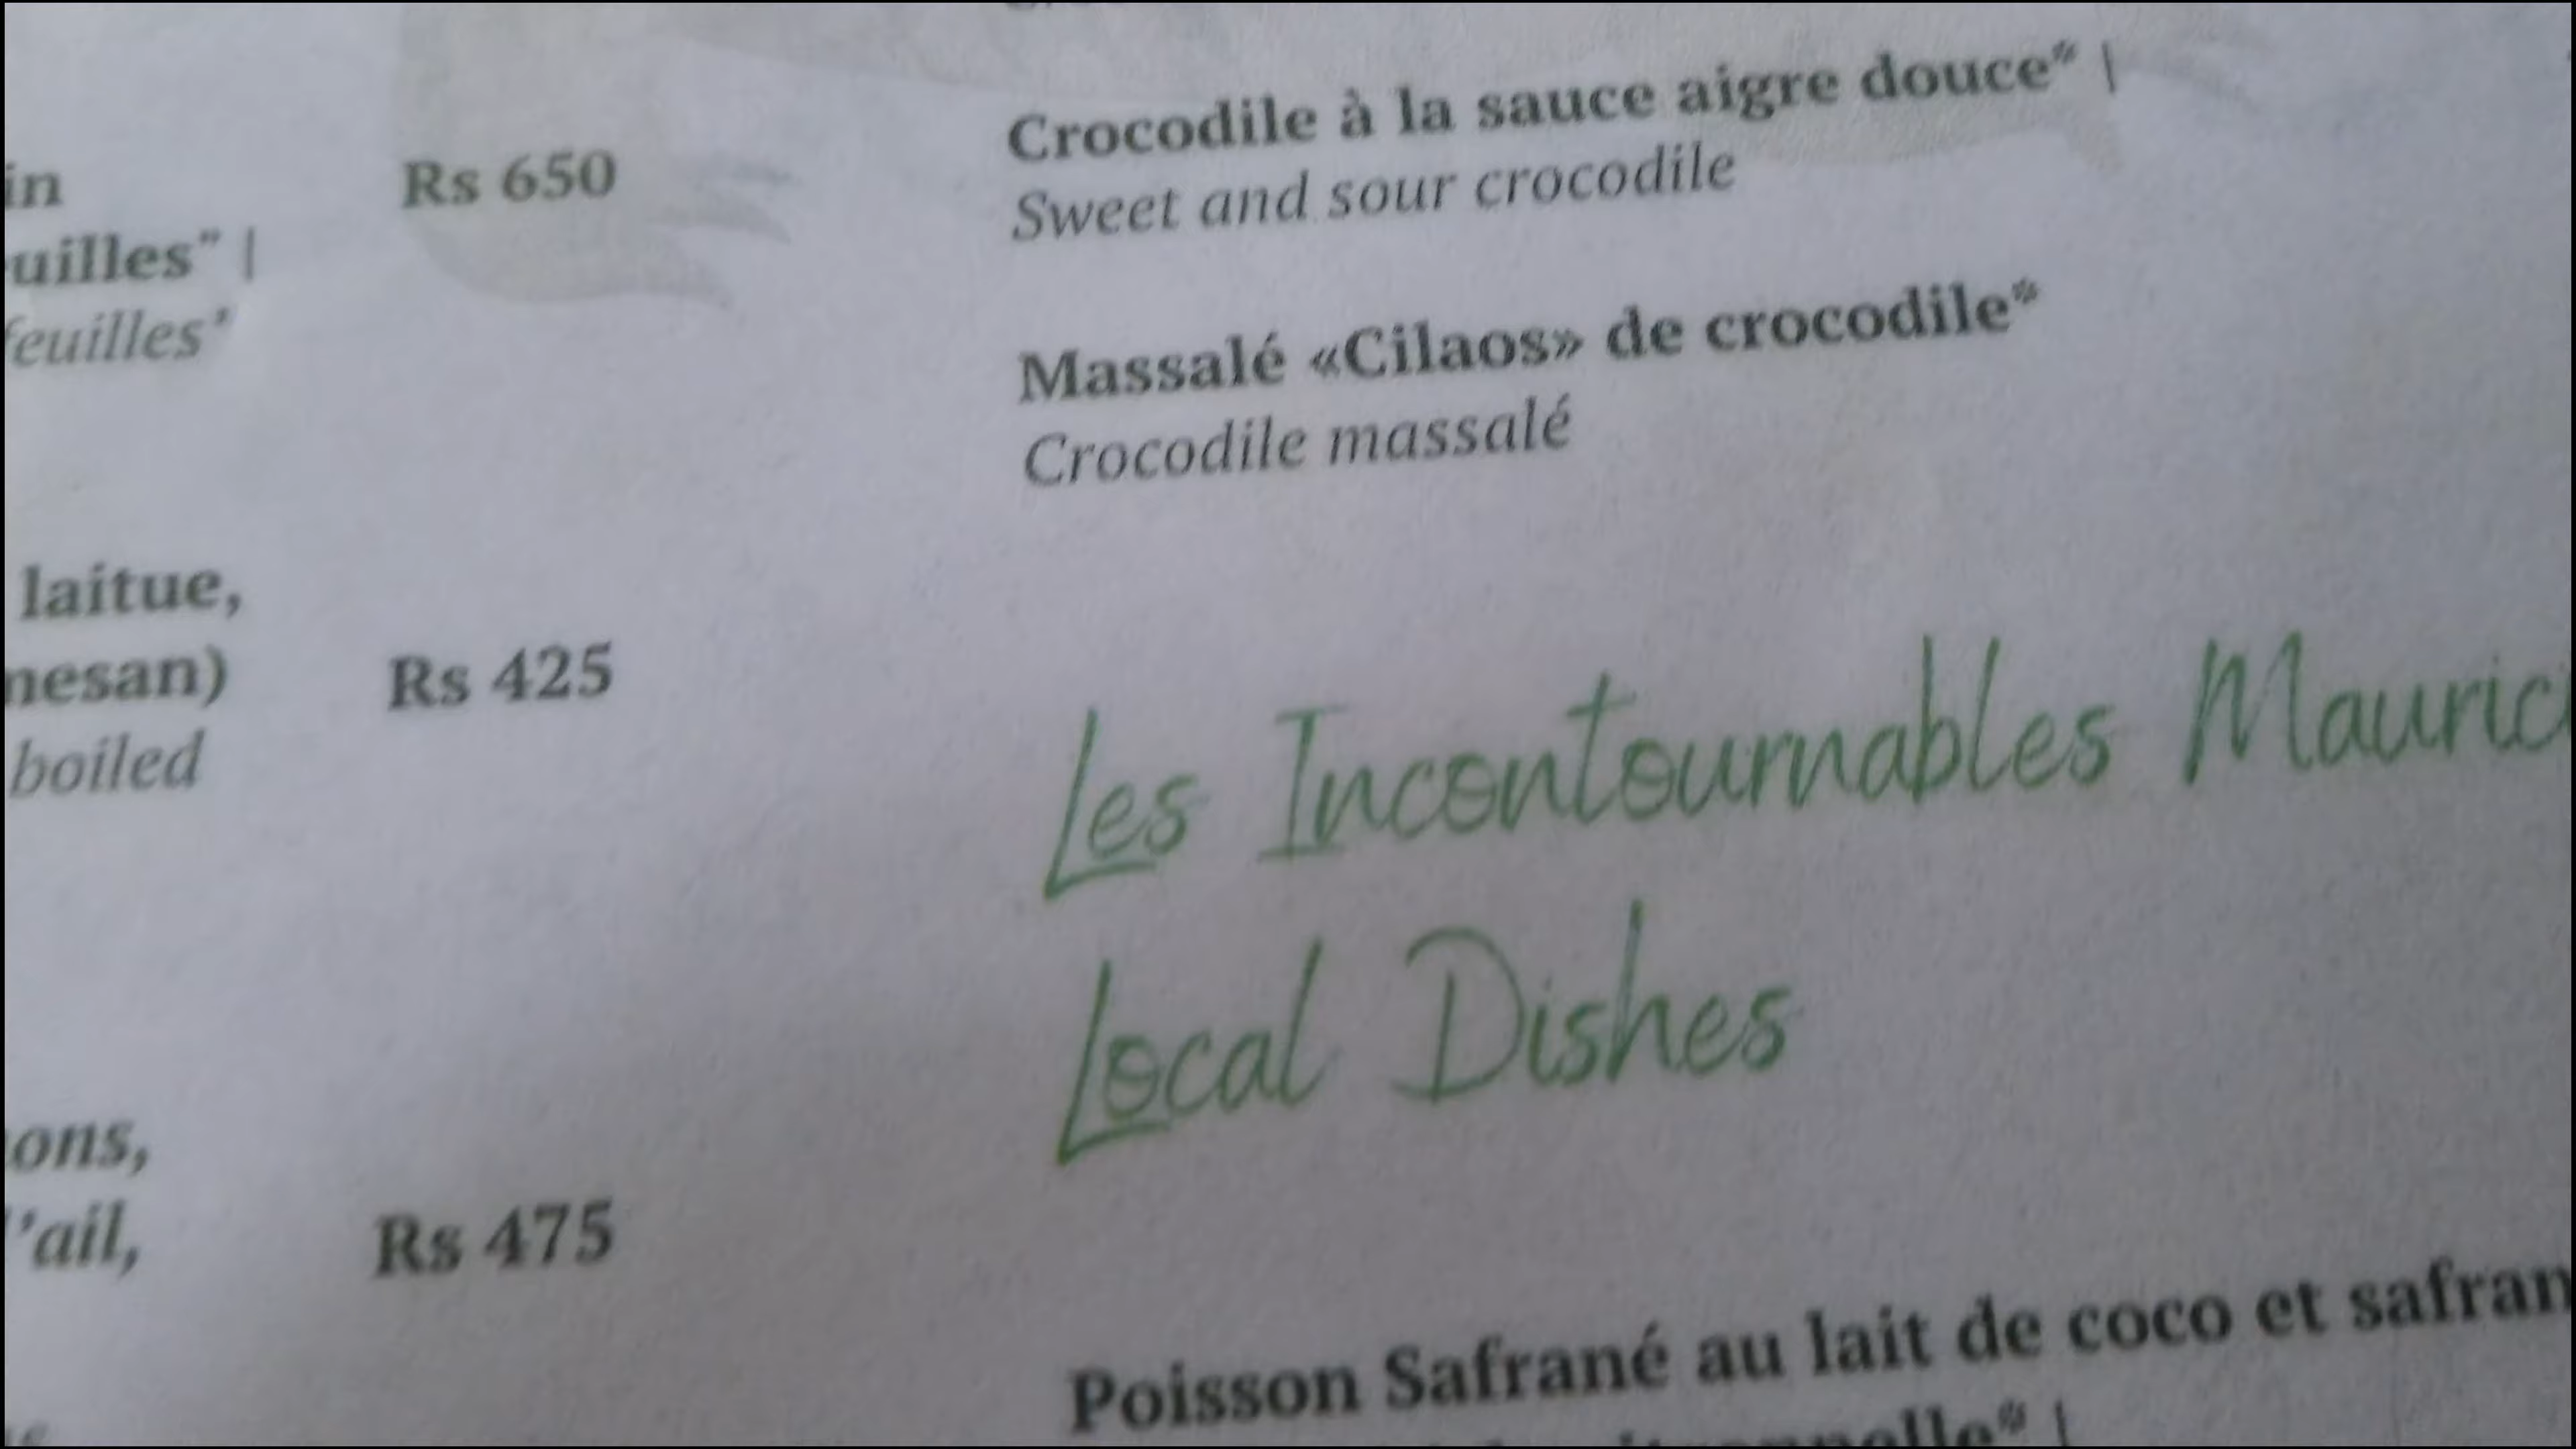 in
Rs 650
uilles" |
feuilles'
laitue,
nesan)
Rs 425
boiled
ons,
'ail,
Rs 475
Crocodile à la sauce aigre douce* |
Sweet and sour crocodile
Massalé «Cilaos» de crocodile*
Crocodile massalé
Les Incontournables Mauric
Local Dishes
Poisson Safrané au lait de coco et safran